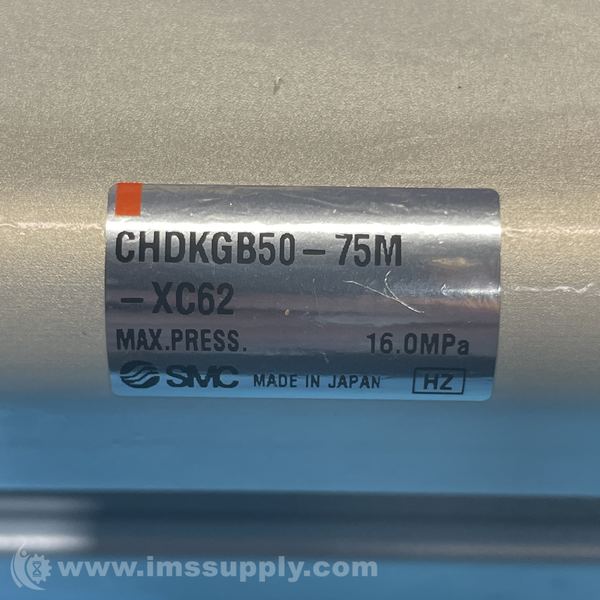 CHDKGB50-75M
-XC62
MAX.PRESS. 16.0MPa
SMC MADE IN JAPAN HZ
www.imssupply.com